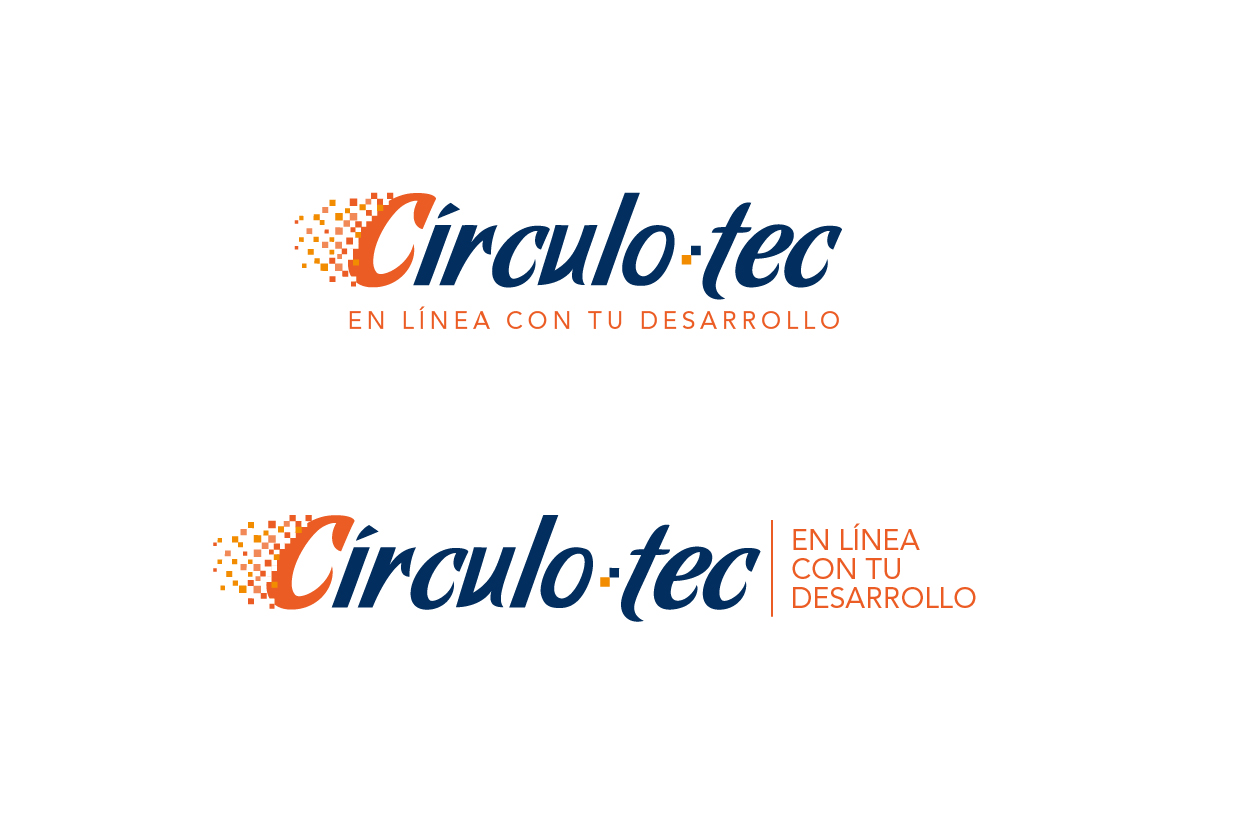 Círculo·tec
EN LÍNEA CON TU DESARROLLO
Círculo·tec
EN LÍNEA
CON TU
DESARROLLO